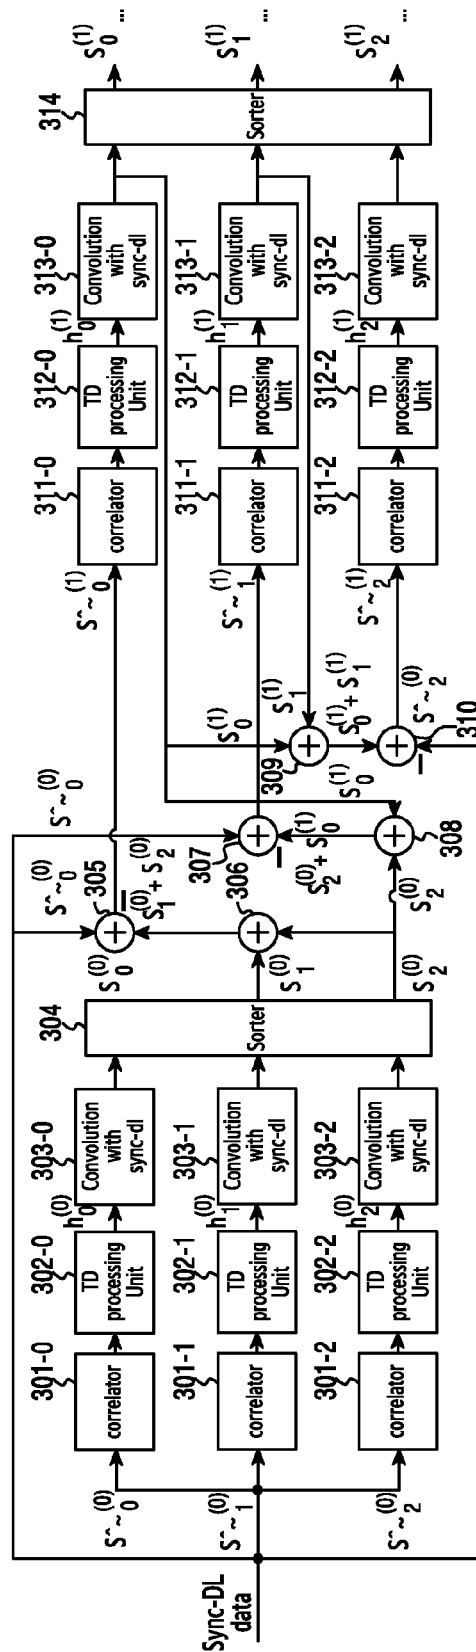 Sync-DL
data
S^~₀⁽⁰⁾
S^~₁⁽⁰⁾
S^~₂⁽⁰⁾
301-0
correlator
302-0
TD
processing
Unit
h₀⁽⁰⁾
303-0
Convolution
with
sync-dl
301-1
correlator
302-1
TD
processing
Unit
h₁⁽⁰⁾
303-1
Convolution
with
sync-dl
301-2
correlator
302-2
TD
processing
Unit
h₂⁽⁰⁾
303-2
Convolution
with
sync-dl
304
Sorter
S₀⁽⁰⁾
S₁⁽⁰⁾
S₂⁽⁰⁾
305
+
−
S^~₀⁽⁰⁾
S₁⁽⁰⁾ + S₂⁽⁰⁾
306
+
307
+
−
S₂⁽⁰⁾ + S₀⁽¹⁾
308
+
S₂⁽⁰⁾
S₀⁽¹⁾
S₀⁽¹⁾
S₁⁽¹⁾
309
+
S₀⁽¹⁾ + S₁⁽¹⁾
310
+
−
S^~₂⁽⁰⁾
S^~₀⁽¹⁾
S^~₁⁽¹⁾
S^~₂⁽¹⁾
311-0
correlator
312-0
TD
processing
Unit
h₀⁽¹⁾
313-0
Convolution
with
sync-dl
311-1
correlator
312-1
TD
processing
Unit
h₁⁽¹⁾
313-1
Convolution
with
sync-dl
311-2
correlator
312-2
TD
processing
Unit
h₂⁽¹⁾
313-2
Convolution
with
sync-dl
314
Sorter
S₀⁽¹⁾ ...
S₁⁽¹⁾ ...
S₂⁽¹⁾ ...